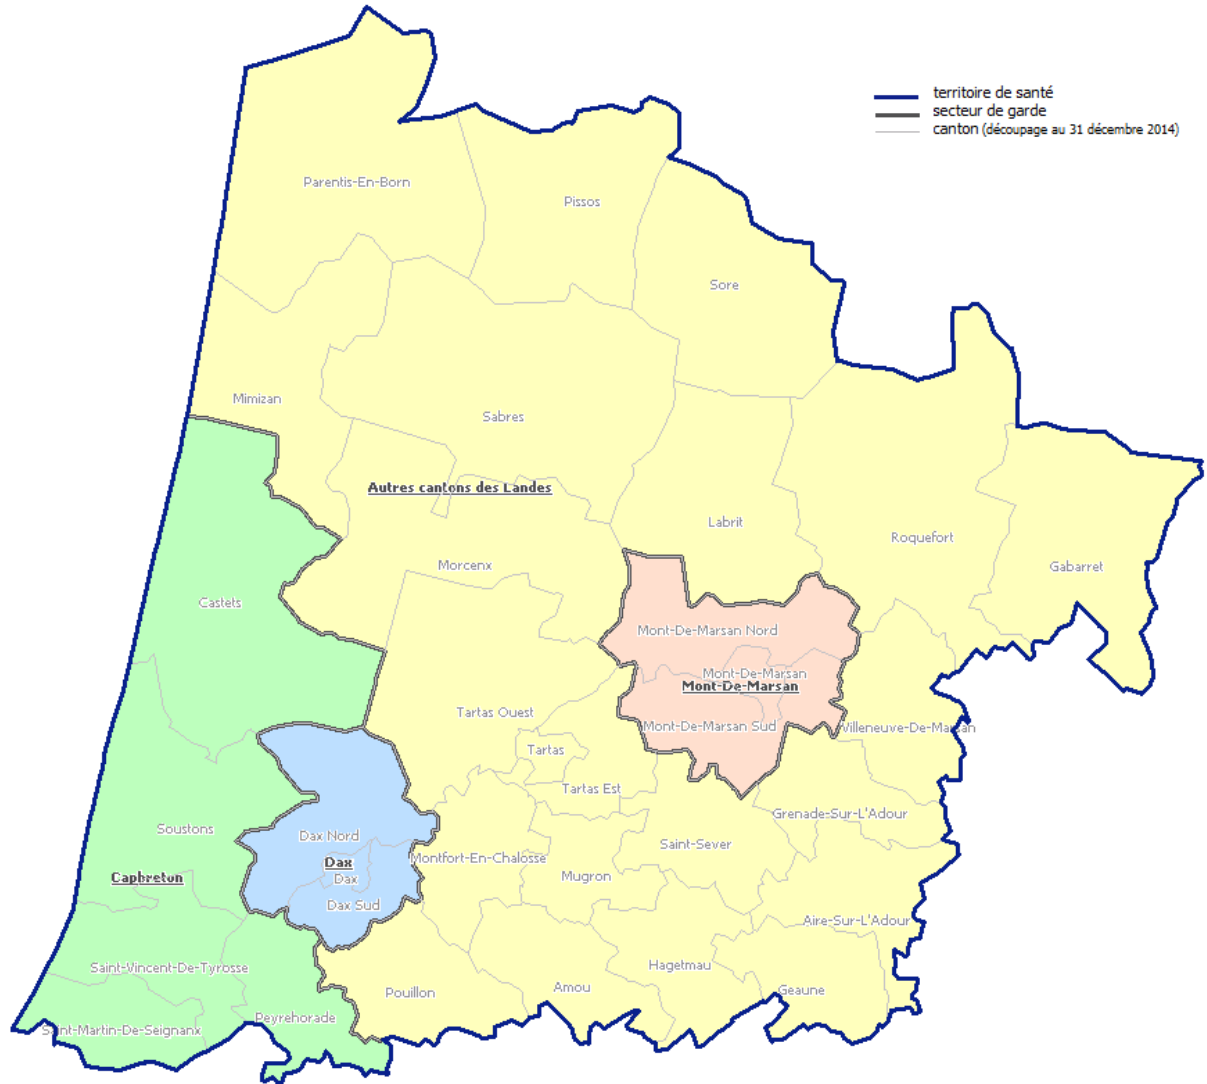 territoire de santé
secteur de garde
canton (découpage au 31 décembre 2014)
Parentis-En-Born
Pissos
Sore
Mimizan
Sabres
Autres cantons des Landes
Labrit
Roquefort
Gabarret
Morcenx
Castets
Mont-De-Marsan Nord
Mont-De-Marsan
Mont-De-Marsan
Tartas Ouest
Mont-De-Marsan Sud
Villeneuve-De-Marsan
Tartas
Tartas Est
Grenade-Sur-L'Adour
Soustons
Dax Nord
Saint-Sever
Montfort-En-Chalosse
Dax
Capbreton
Dax
Mugron
Dax Sud
Aire-Sur-L'Adour
Saint-Vincent-De-Tyrosse
Hagetmau
Pouillon
Amou
Geaune
Peyrehorade
Saint-Martin-De-Seignanx